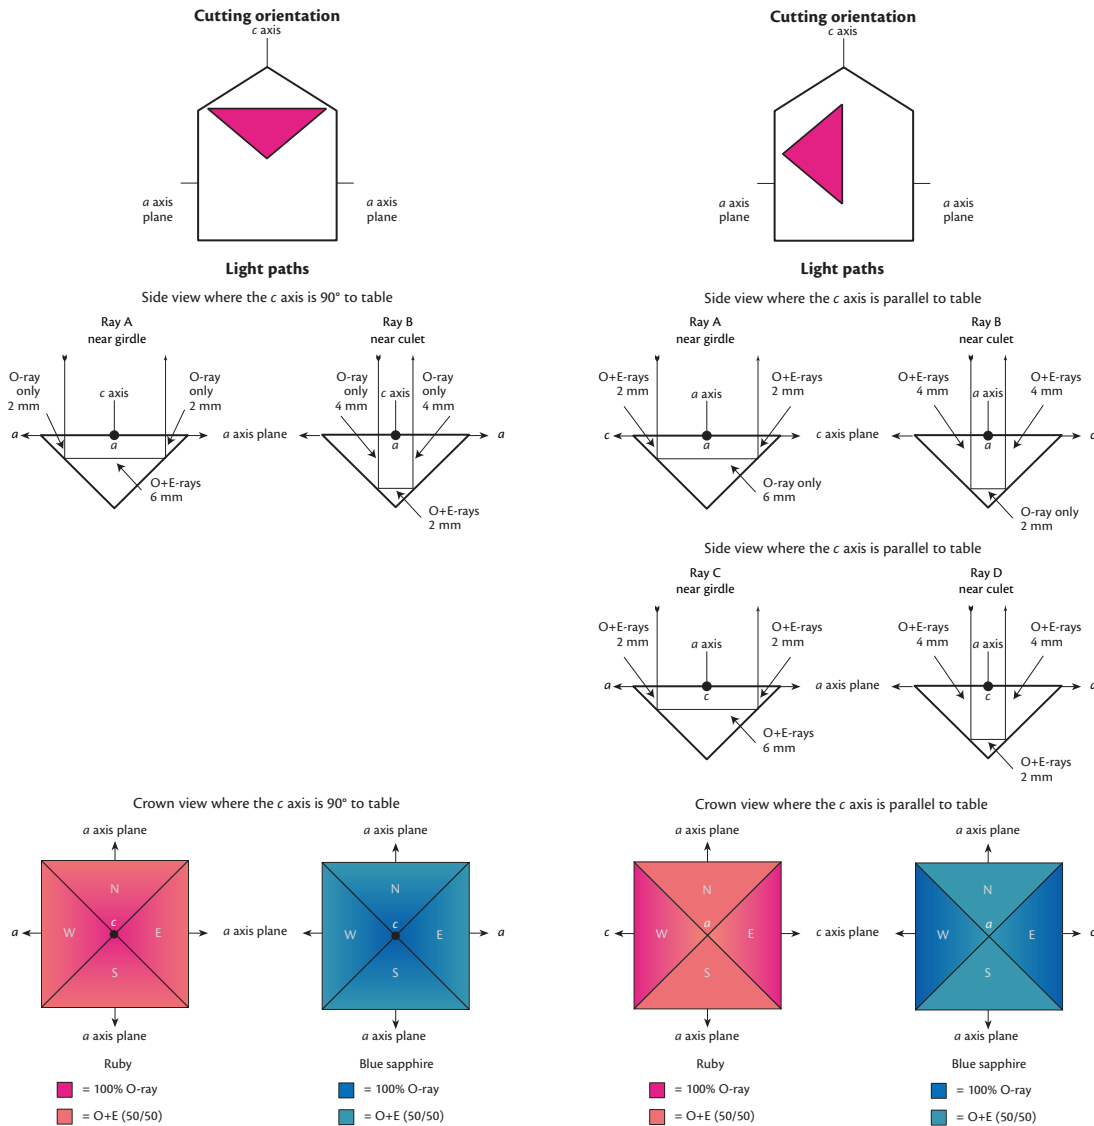 Cutting orientation
c axis
a axis
plane
a axis
plane
Light paths
Side view where the c axis is 90° to table
Ray A
near girdle
O-ray
only
2 mm
c axis
O-ray
only
2 mm
a
a
O+E-rays
6 mm
a axis plane
Ray B
near culet
O-ray
only
4 mm
c axis
O-ray
only
4 mm
a
a
O+E-rays
2 mm
Crown view where the c axis is 90° to table
a axis plane
N
c
W
E
S
a
a axis plane
a axis plane
a axis plane
N
c
W
E
S
a
a axis plane
Ruby
= 100% O-ray
= O+E (50/50)
Blue sapphire
= 100% O-ray
= O+E (50/50)
Cutting orientation
c axis
a axis
plane
a axis
plane
Light paths
Side view where the c axis is parallel to table
Ray A
near girdle
O+E-rays
2 mm
a axis
O+E-rays
2 mm
c
a
O-ray only
6 mm
c axis plane
Ray B
near culet
O+E-rays
4 mm
a axis
O+E-rays
4 mm
a
c
O-ray only
2 mm
Side view where the c axis is parallel to table
Ray C
near girdle
O+E-rays
2 mm
a axis
O+E-rays
2 mm
a
c
O+E-rays
6 mm
a axis plane
Ray D
near culet
O+E-rays
4 mm
a axis
O+E-rays
4 mm
c
a
O+E-rays
2 mm
Crown view where the c axis is parallel to table
a axis plane
N
a
W
E
S
c
c axis plane
a axis plane
a axis plane
N
a
W
E
S
c
a axis plane
Ruby
= 100% O-ray
= O+E (50/50)
Blue sapphire
= 100% O-ray
= O+E (50/50)